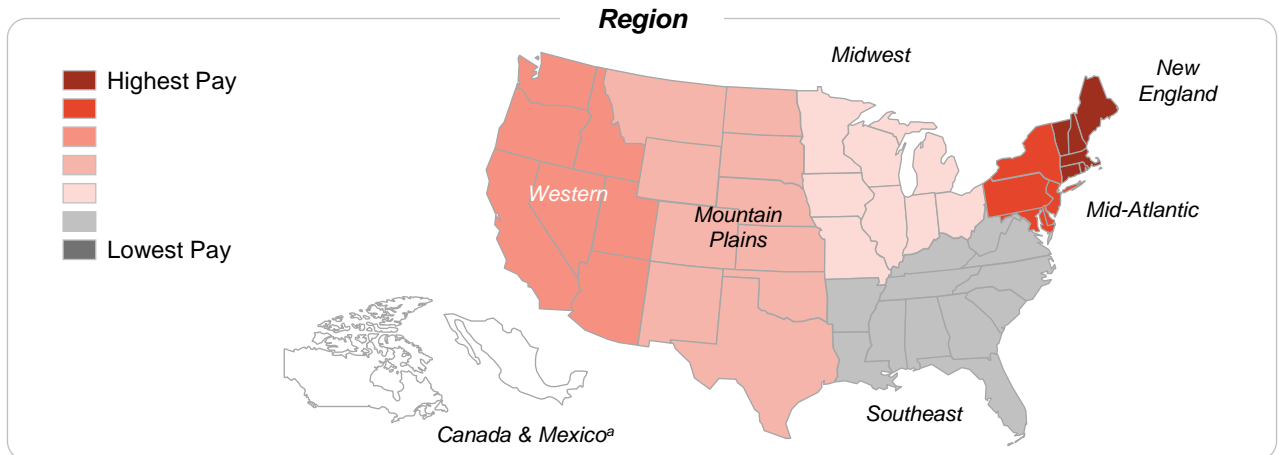 Region
Midwest
New
England
Highest Pay
Western
Mountain
Plains
Mid-Atlantic
Lowest Pay
Southeast
Canada & Mexicoᵃ